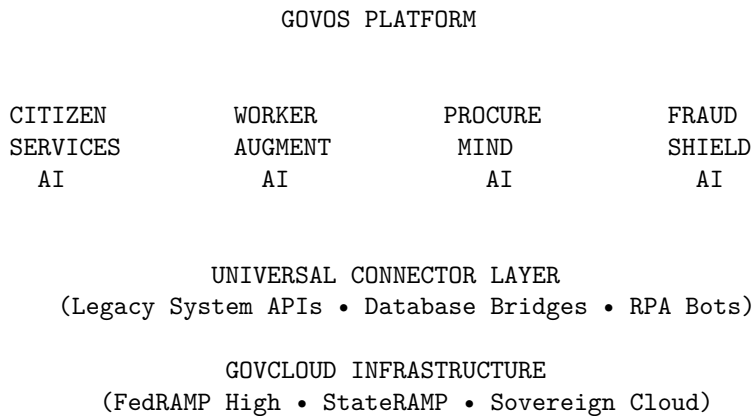 GOVOS PLATFORM
CITIZEN WORKER PROCURE FRAUD
SERVICES AUGMENT MIND SHIELD
AI AI AI AI
UNIVERSAL CONNECTOR LAYER
(Legacy System APIs • Database Bridges • RPA Bots)
GOVCLOUD INFRASTRUCTURE
(FedRAMP High • StateRAMP • Sovereign Cloud)